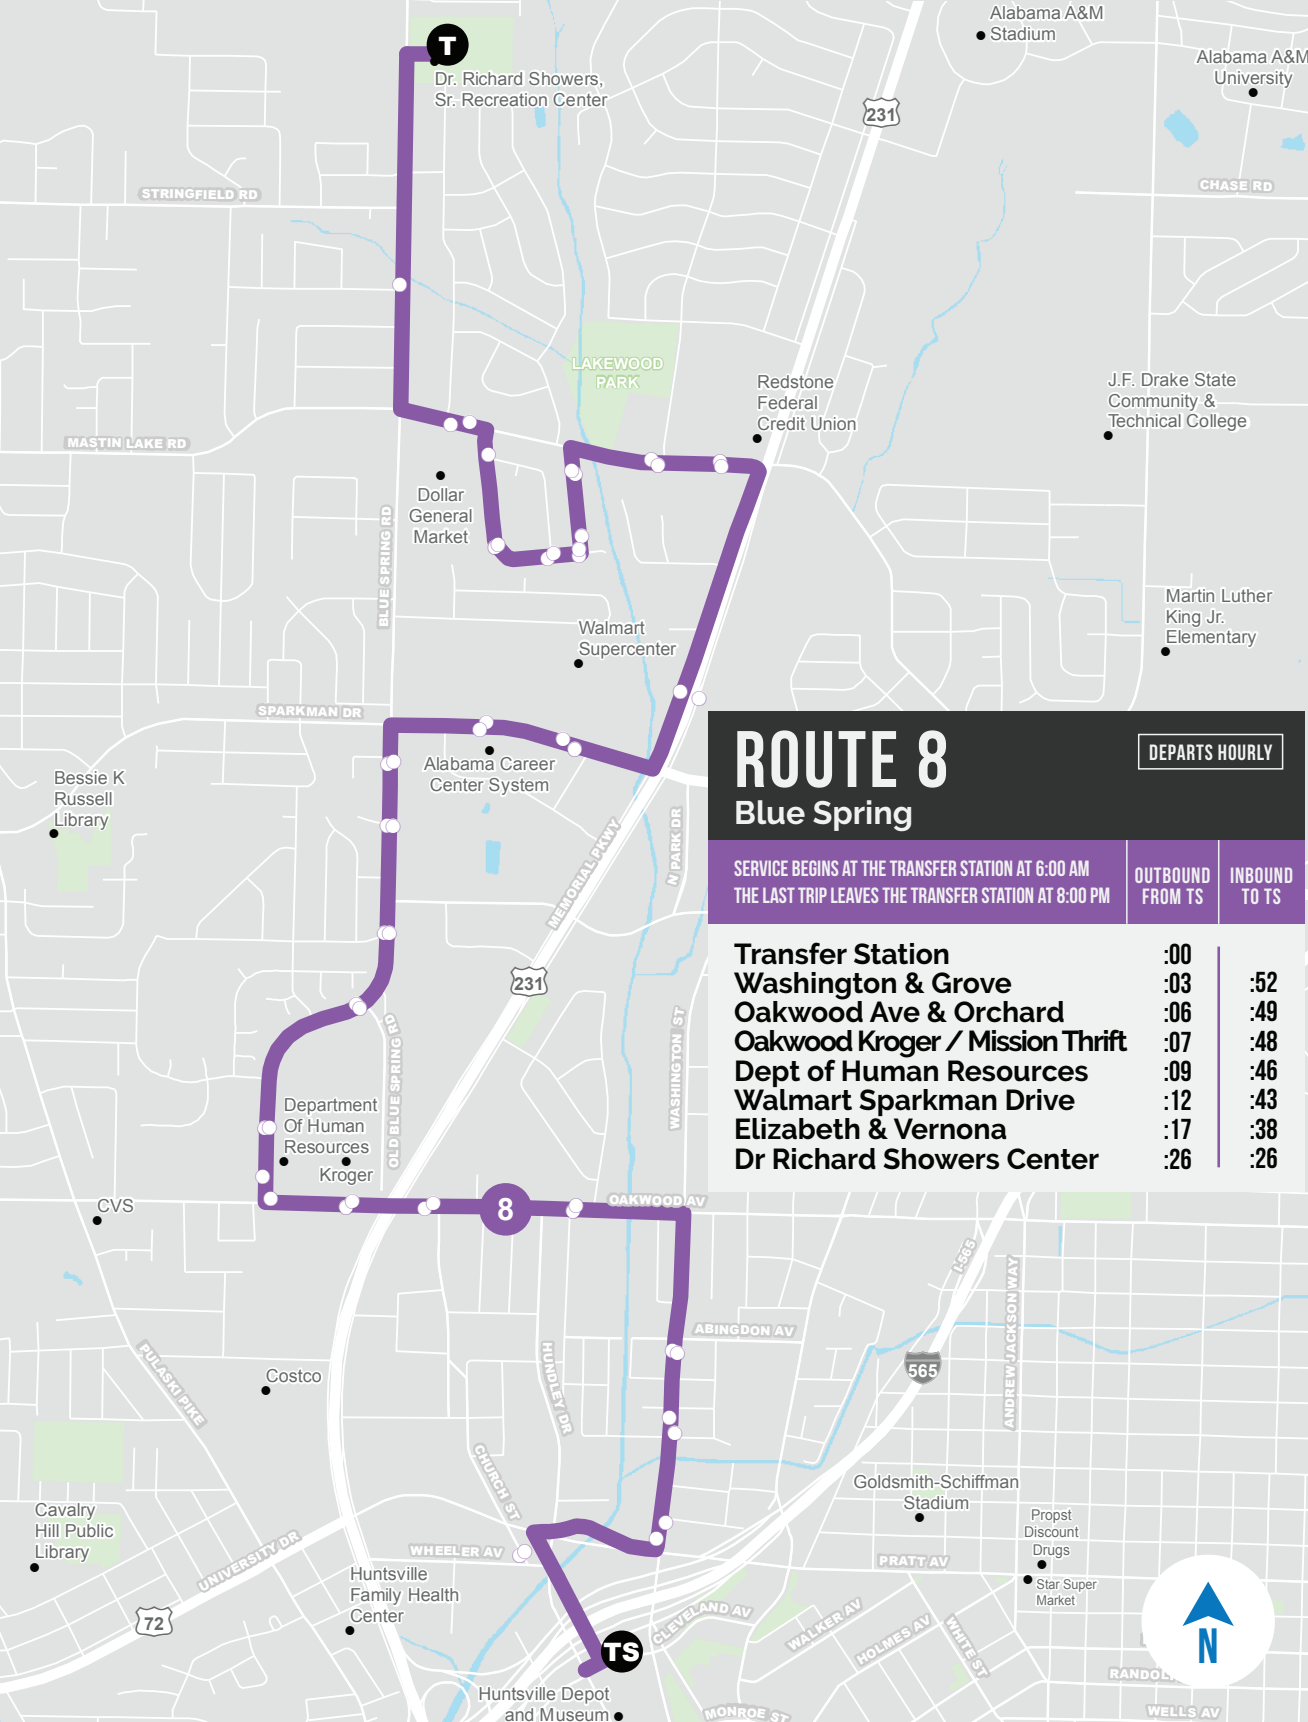 T
Dr. Richard Showers,
Sr. Recreation Center
Alabama A&M
Stadium
Alabama A&M
University
231
STRINGFIELD RD
CHASE RD
LAKEWOOD
PARK
Redstone
Federal
Credit Union
J.F. Drake State
Community &
Technical College
MASTIN LAKE RD
Dollar
General
Market
BLUE SPRING RD
Martin Luther
King Jr.
Elementary
Walmart
Supercenter
SPARKMAN DR
Alabama Career
Center System
Bessie K
Russell
Library
MEMORIAL PKWY
N PARK DR
ROUTE 8
DEPARTS HOURLY
Blue Spring
SERVICE BEGINS AT THE TRANSFER STATION AT 6:00 AM
THE LAST TRIP LEAVES THE TRANSFER STATION AT 8:00 PM
OUTBOUND
FROM TS
INBOUND
TO TS
Transfer Station :00
Washington & Grove :03 :52
Oakwood Ave & Orchard :06 :49
Oakwood Kroger / Mission Thrift :07 :48
Dept of Human Resources :09 :46
Walmart Sparkman Drive :12 :43
Elizabeth & Vernona :17 :38
Dr Richard Showers Center :26 :26
231
OLD BLUE SPRING RD
WASHINGTON ST
Department
Of Human
Resources
Kroger
CVS
8
OAKWOOD AV
I-565
ANDREW JACKSON WAY
ABINGDON AV
565
PULASKI PIKE
Costco
HUNDLEY DR
CHURCH ST
Goldsmith-Schiffman
Stadium
Cavalry
Hill Public
Library
Propst
Discount
Drugs
UNIVERSITY DR
WHEELER AV
PRATT AV
Star Super
Market
Huntsville
Family Health
Center
72
CLEVELAND AV
WALKER AV
HOLMES AV
WHITE ST
TS
N
Huntsville Depot
and Museum
MONROE ST
WELLS AV